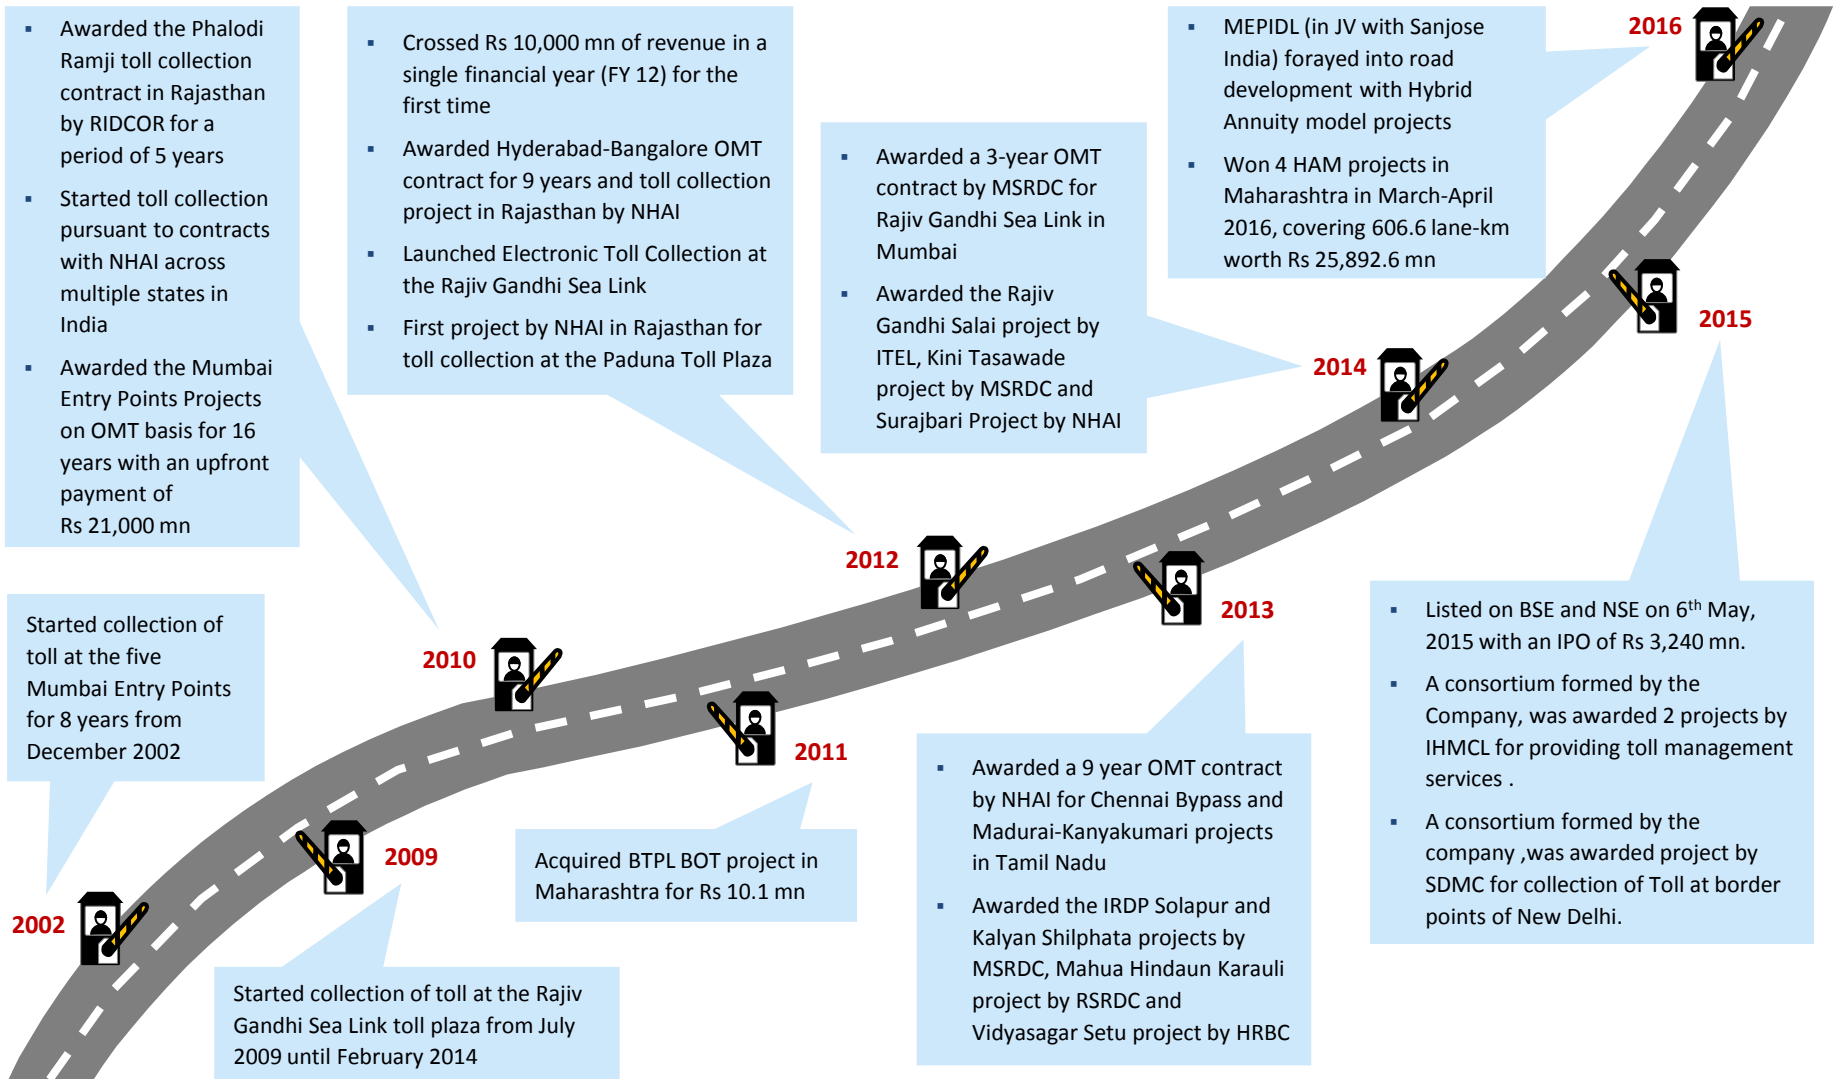 ▪ Awarded the Phalodi
Ramji toll collection
contract in Rajasthan
by RIDCOR for a
period of 5 years
▪ Started toll collection
pursuant to contracts
with NHAI across
multiple states in
India
▪ Awarded the Mumbai
Entry Points Projects
on OMT basis for 16
years with an upfront
payment of
Rs 21,000 mn
▪ Crossed Rs 10,000 mn of revenue in a
single financial year (FY 12) for the
first time
▪ Awarded Hyderabad-Bangalore OMT
contract for 9 years and toll collection
project in Rajasthan by NHAI
▪ Launched Electronic Toll Collection at
the Rajiv Gandhi Sea Link
▪ First project by NHAI in Rajasthan for
toll collection at the Paduna Toll Plaza
▪ Awarded a 3-year OMT
contract by MSRDC for
Rajiv Gandhi Sea Link in
Mumbai
▪ Awarded the Rajiv
Gandhi Salai project by
ITEL, Kini Tasawade
project by MSRDC and
Surajbari Project by NHAI
▪ MEPIDL (in JV with Sanjose
India) forayed into road
development with Hybrid
Annuity model projects
▪ Won 4 HAM projects in
Maharashtra in March-April
2016, covering 606.6 lane-km
worth Rs 25,892.6 mn
2016
2015
2014
2012
2013
2010
2011
2009
2002
Started collection of
toll at the five
Mumbai Entry Points
for 8 years from
December 2002
Started collection of toll at the Rajiv
Gandhi Sea Link toll plaza from July
2009 until February 2014
Acquired BTPL BOT project in
Maharashtra for Rs 10.1 mn
▪ Awarded a 9 year OMT contract
by NHAI for Chennai Bypass and
Madurai-Kanyakumari projects
in Tamil Nadu
▪ Awarded the IRDP Solapur and
Kalyan Shilphata projects by
MSRDC, Mahua Hindaun Karauli
project by RSRDC and
Vidyasagar Setu project by HRBC
▪ Listed on BSE and NSE on 6th May,
2015 with an IPO of Rs 3,240 mn.
▪ A consortium formed by the
Company, was awarded 2 projects by
IHMCL for providing toll management
services .
▪ A consortium formed by the
company ,was awarded project by
SDMC for collection of Toll at border
points of New Delhi.